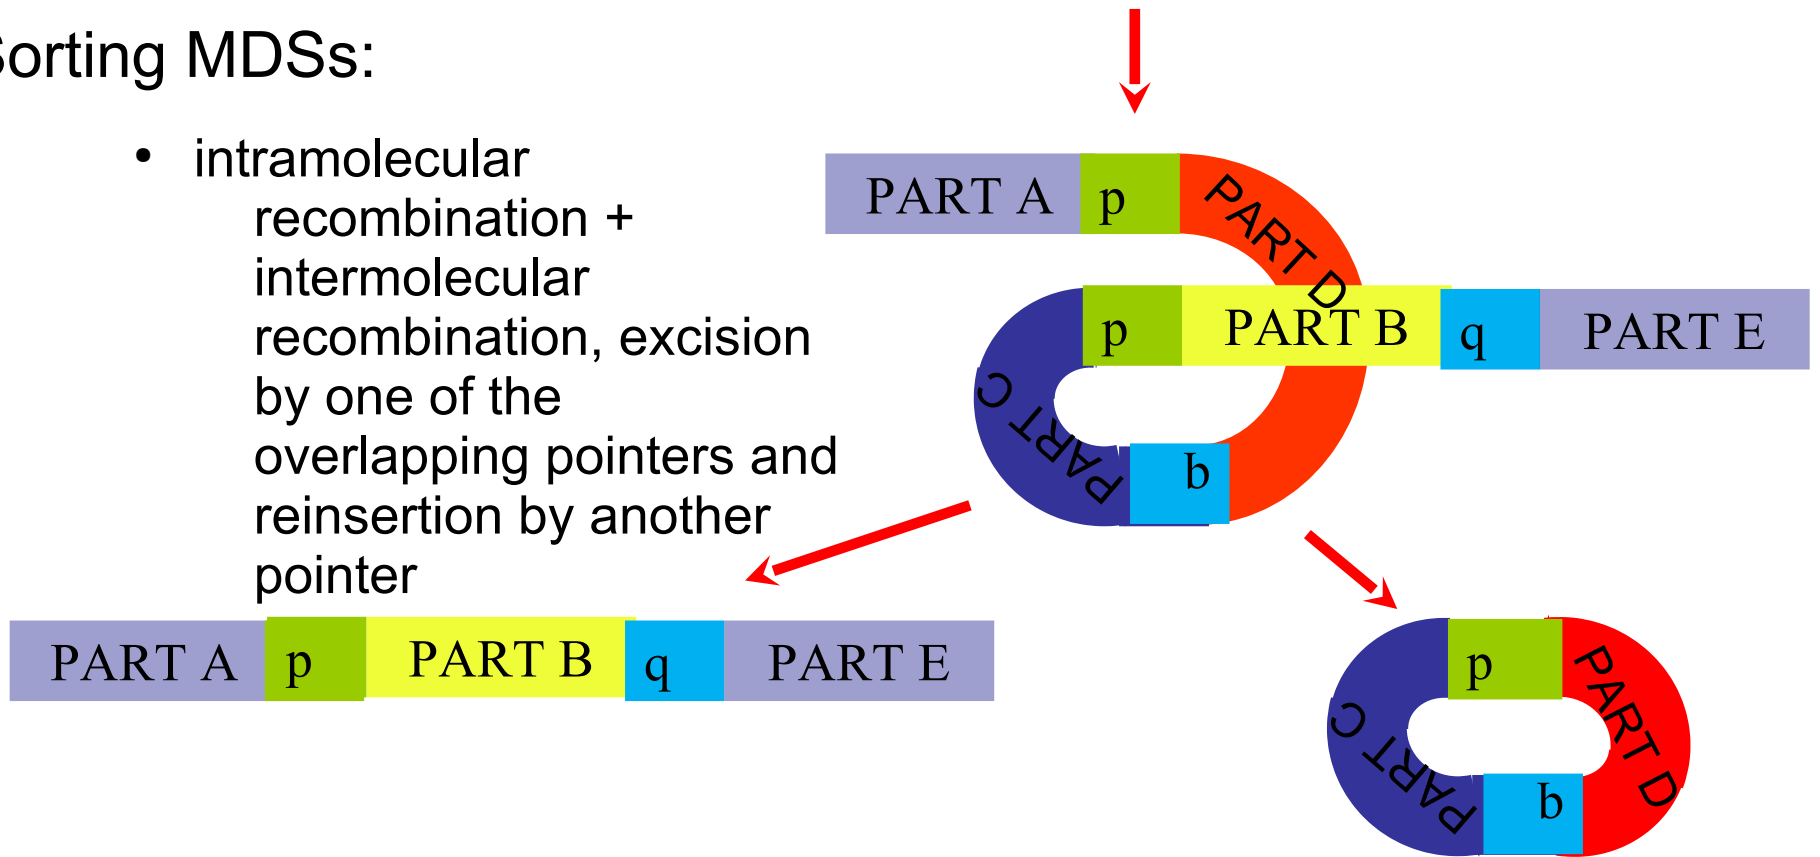 Sorting MDSs:
• intramolecular
recombination +
intermolecular
recombination, excision
by one of the
overlapping pointers and
reinsertion by another
pointer
PART A p PART D
p PART B q PART E
PART C q
PART A p PART B q PART E
p PART D
PART C q